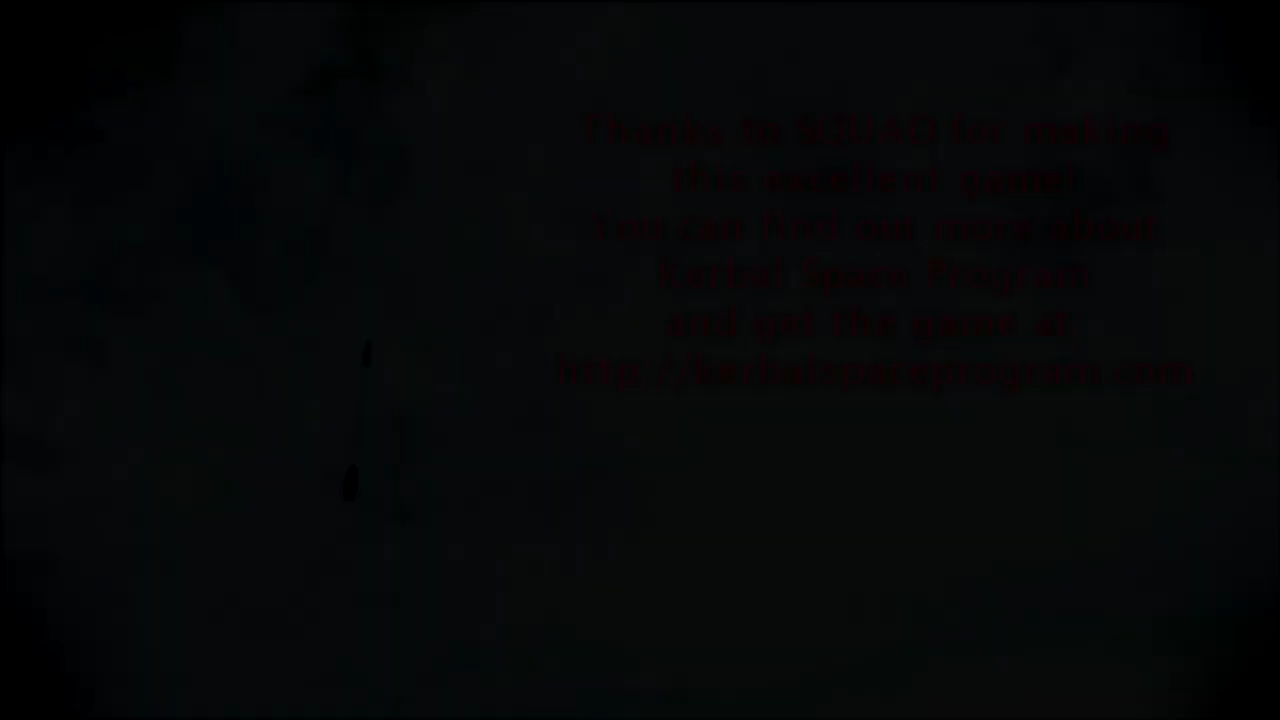 Thanks to SQUAD for making
this excellent game!
You can find out more about
Kerbal Space Program
and get the game at
http://kerbalspaceprogram.com